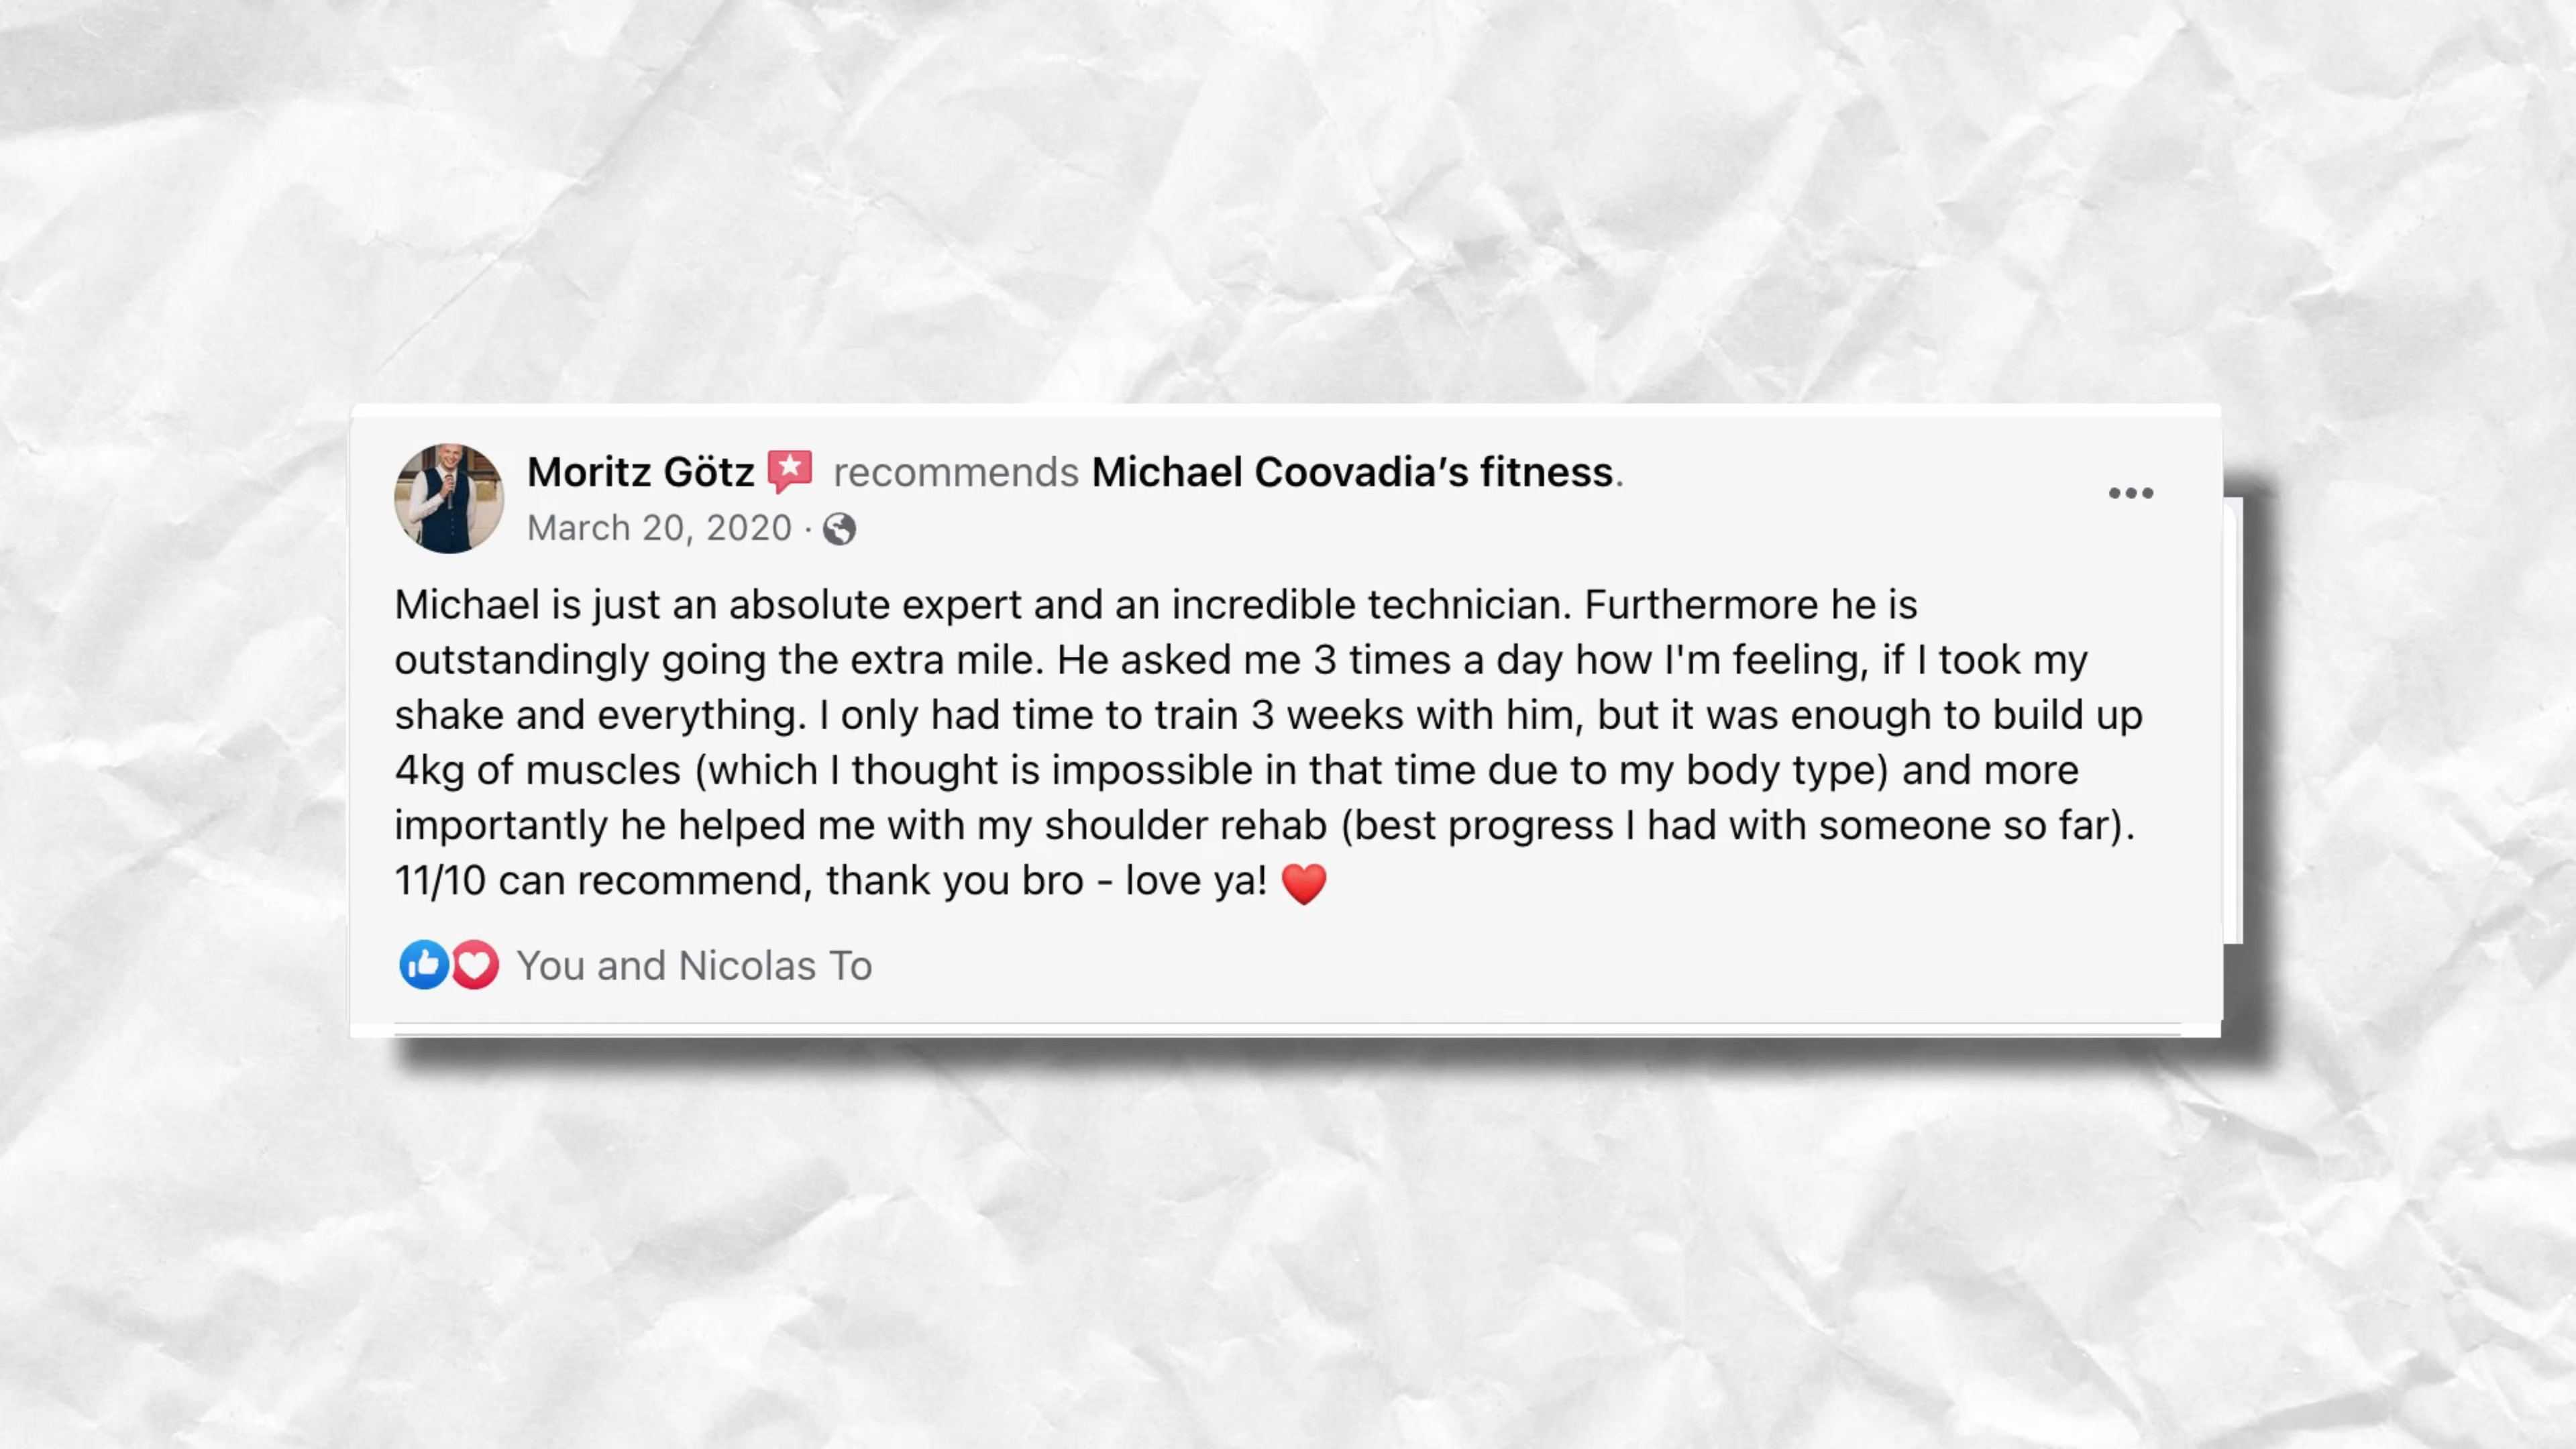 Moritz Götz recommends Michael Coovadia’s fitness.
March 20, 2020 ·
Michael is just an absolute expert and an incredible technician. Furthermore he is
outstandingly going the extra mile. He asked me 3 times a day how I'm feeling, if I took my
shake and everything. I only had time to train 3 weeks with him, but it was enough to build up
4kg of muscles (which I thought is impossible in that time due to my body type) and more
importantly he helped me with my shoulder rehab (best progress I had with someone so far).
11/10 can recommend, thank you bro - love ya! ❤️
You and Nicolas To